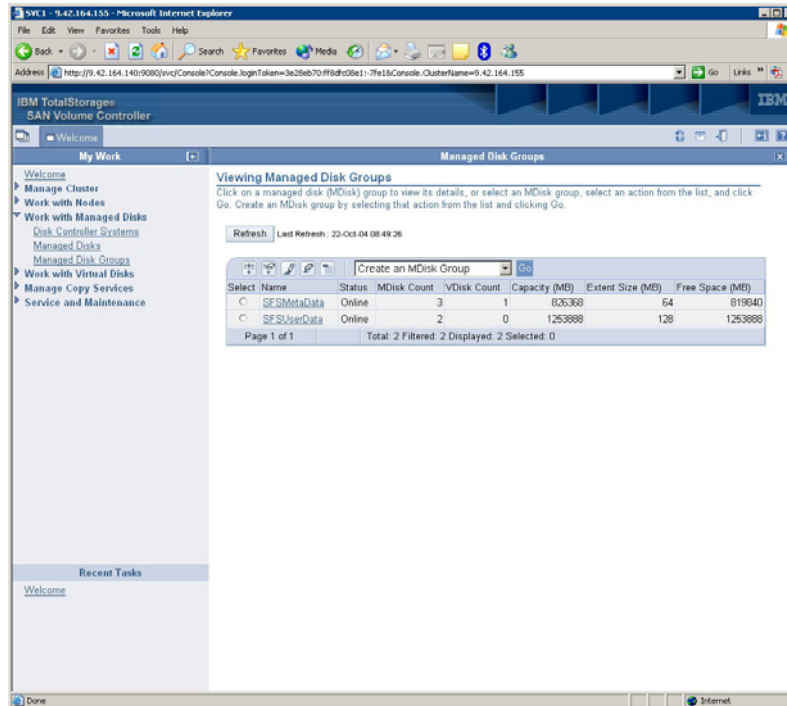 SVC1 - 9.42.164.155 - Microsoft Internet Explorer
File Edit View Favorites Tools Help
Back Search Favorites Media
Address http://9.42.164.140:9080/svc/Console?Console.loginToken=3e28eb70:ff8dfc08e1:-7fe18Console.ClusterName=9.42.164.155 Go Links »
IBM TotalStorage®
SAN Volume Controller
IBM
Welcome
My Work
Managed Disk Groups
Welcome
Manage Cluster
Work with Nodes
Work with Managed Disks
Disk Controller Systems
Managed Disks
Managed Disk Groups
Work with Virtual Disks
Manage Copy Services
Service and Maintenance
Recent Tasks
Welcome
Viewing Managed Disk Groups
Click on a managed disk (MDisk) group to view its details, or select an MDisk group, select an action from the list, and click
Go. Create an MDisk group by selecting that action from the list and clicking Go.
Refresh Last Refresh : 22-Oct-04 08:49:26
Create an MDisk Group Go
Select Name Status MDisk Count VDisk Count Capacity (MB) Extent Size (MB) Free Space (MB)
SFSMetaData Online 3 1 826368 64 819840
SFSUserData Online 2 0 1253888 128 1253888
Page 1 of 1 Total: 2 Filtered: 2 Displayed: 2 Selected: 0
Done Internet